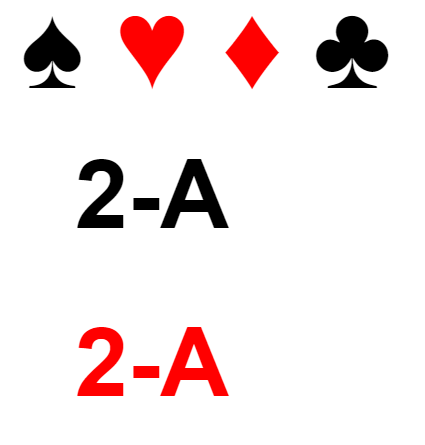 ♠ ♥ ♦ ♣
2-A
2-A